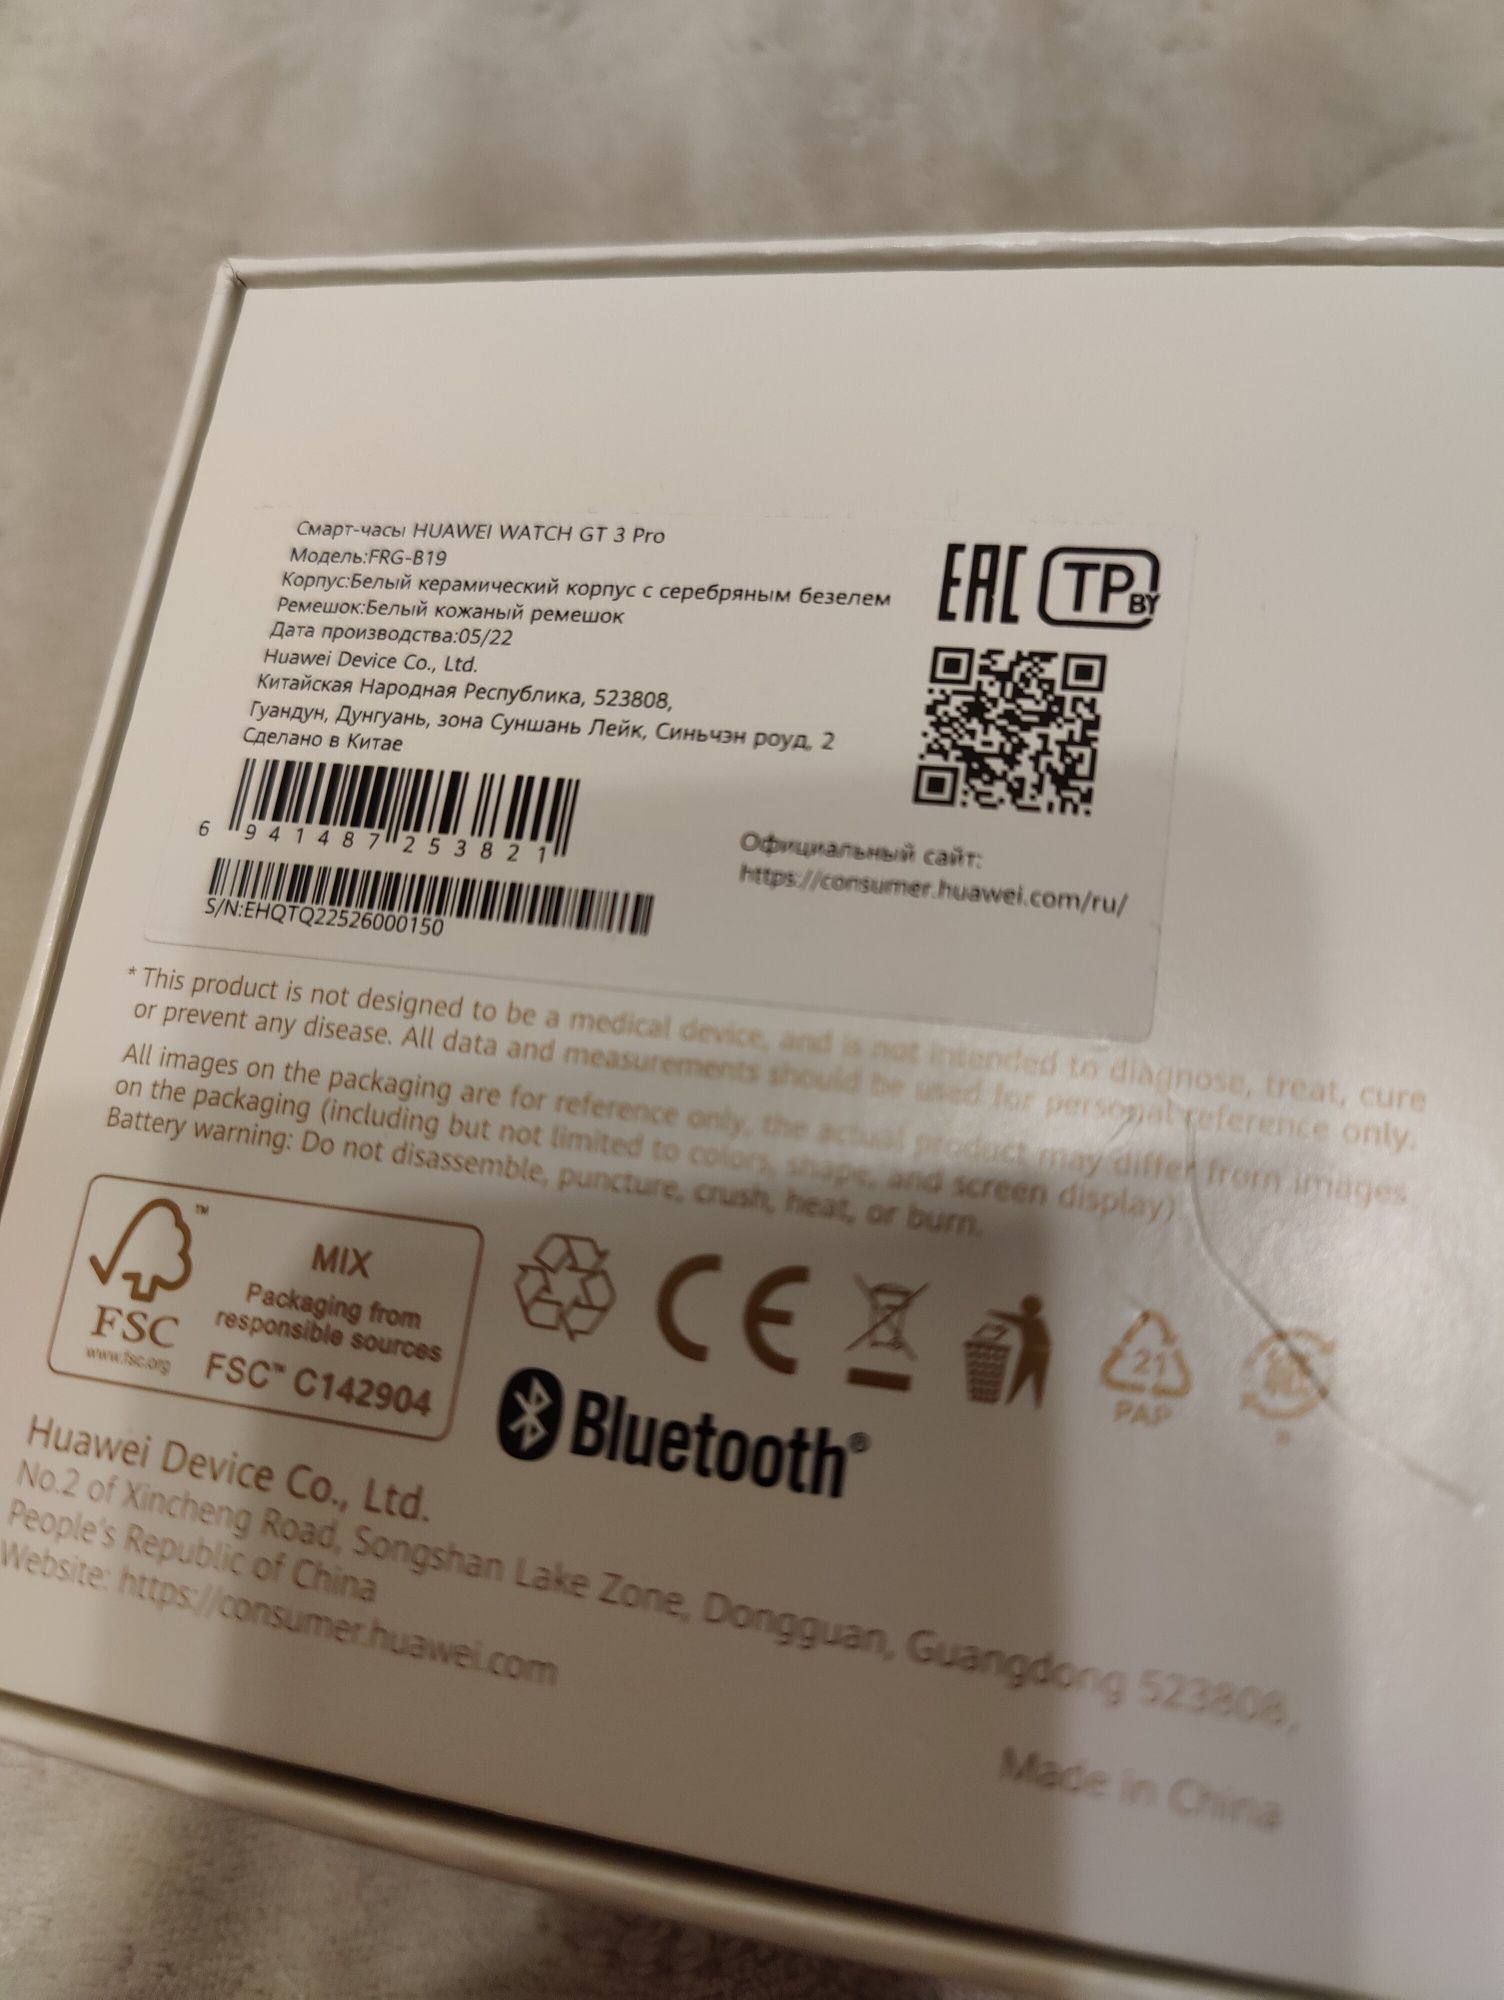 Смарт-часы HUAWEI WATCH GT 3 Pro
Модель:FRG-B19
Корпус:Белый керамический корпус с серебряным безелем
Ремешок:Белый кожаный ремешок
Дата производства:05/22
Huawei Device Co., Ltd.
Китайская Народная Республика, 523808,
Гуандун, Дунгуань, зона Суншань Лейк, Синьчэн роуд, 2
Сделано в Китае
6 941487 253821
S/N:EHQTQ22526000150
EAC TP BY
Официальный сайт:
https://consumer.huawei.com/ru/
* This product is not designed to be a medical device, and is not intended to diagnose, treat, cure
or prevent any disease. All data and measurements should be used for personal reference only.
All images on the packaging are for reference only, the actual product may differ from images
on the packaging (including but not limited to colors, shape, and screen display).
Battery warning: Do not disassemble, puncture, crush, heat, or burn.
FSC™
www.fsc.org
MIX
Packaging from
responsible sources
FSC™ C142904
CE
21
PAP
Bluetooth®
Huawei Device Co., Ltd.
No.2 of Xincheng Road, Songshan Lake Zone, Dongguan, Guangdong 523808,
People's Republic of China
Website: https://consumer.huawei.com
Made in China